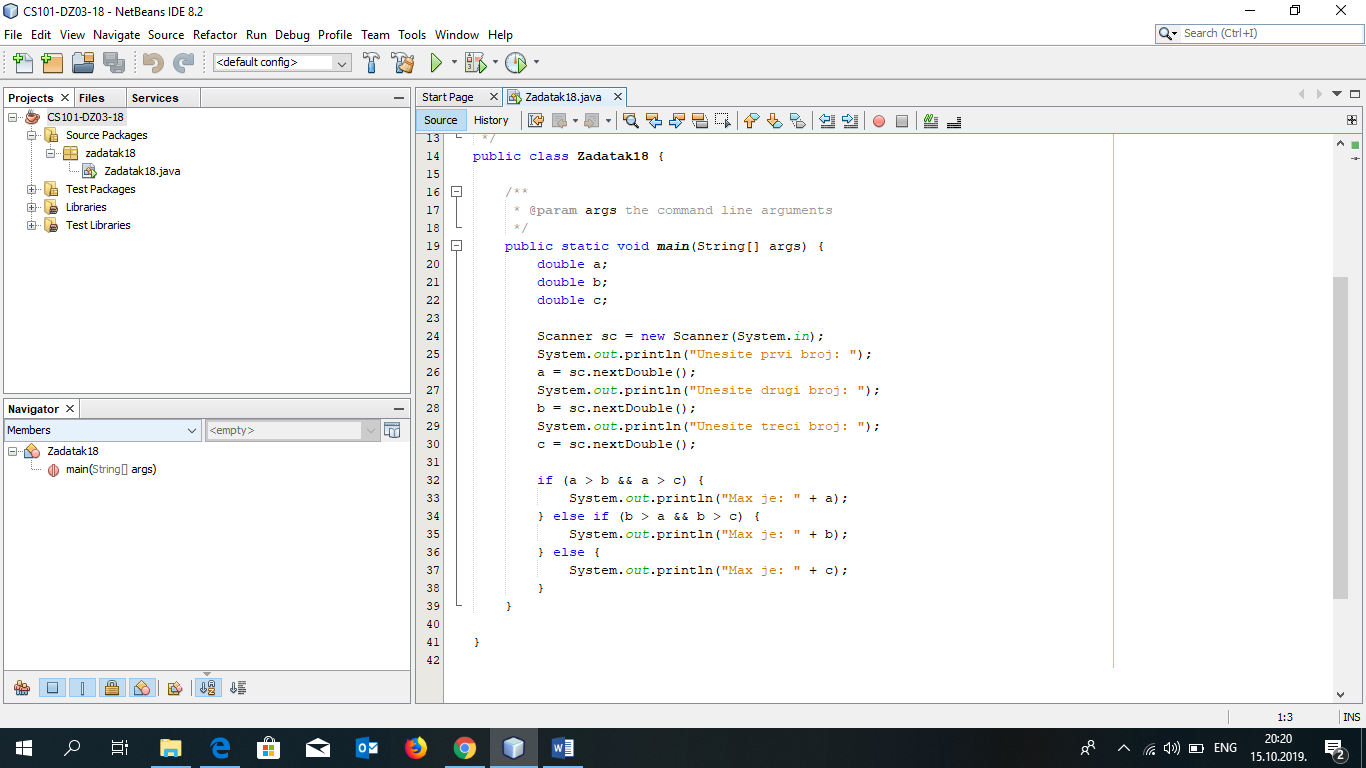 CS101-DZ03-18 - NetBeans IDE 8.2
File Edit View Navigate Source Refactor Run Debug Profile Team Tools Window Help
Search (Ctrl+I)
<default config>
Projects Files Services
CS101-DZ03-18
Source Packages
zadatak18
Zadatak18.java
Test Packages
Libraries
Test Libraries
Navigator
Members
<empty>
Zadatak18
main(String[] args)
Start Page Zadatak18.java
Source History
13 */
14 public class Zadatak18 {
15
16 /**
17 * @param args the command line arguments
18 */
19 public static void main(String[] args) {
20 double a;
21 double b;
22 double c;
23
24 Scanner sc = new Scanner(System.in);
25 System.out.println("Unesite prvi broj: ");
26 a = sc.nextDouble();
27 System.out.println("Unesite drugi broj: ");
28 b = sc.nextDouble();
29 System.out.println("Unesite treci broj: ");
30 c = sc.nextDouble();
31
32 if (a > b && a > c) {
33 System.out.println("Max je: " + a);
34 } else if (b > a && b > c) {
35 System.out.println("Max je: " + b);
36 } else {
37 System.out.println("Max je: " + c);
38 }
39 }
40
41 }
42
1:3 INS
ENG
20:20
15.10.2019.
2